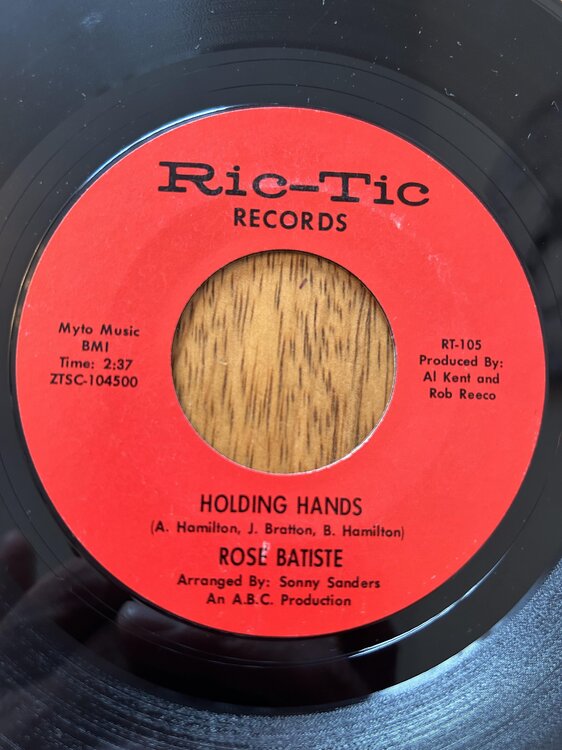 Ric-Tic
RECORDS
Myto Music
BMI
Time: 2:37
ZTSC-104500
RT-105
Produced By:
Al Kent and
Rob Reeco
HOLDING HANDS
(A. Hamilton, J. Bratton, B. Hamilton)
ROSE BATISTE
Arranged By: Sonny Sanders
An A.B.C. Production